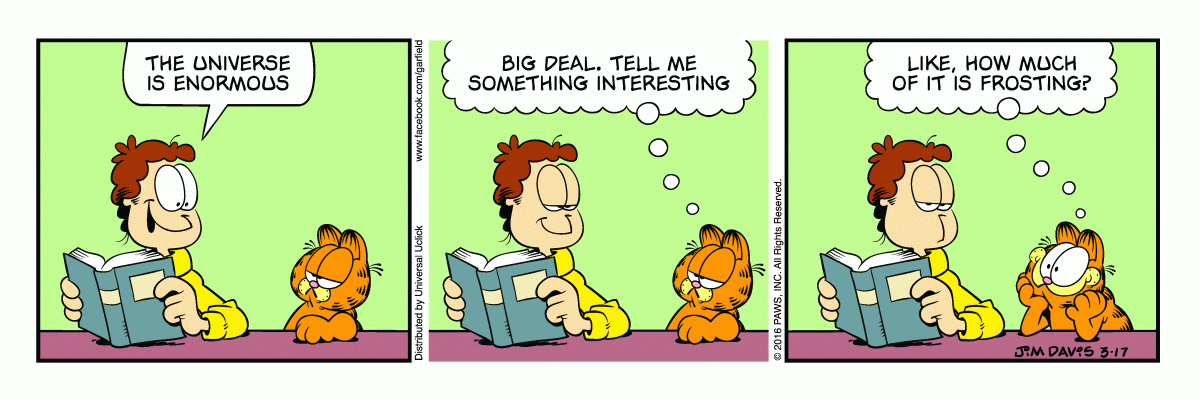 THE UNIVERSE
IS ENORMOUS
www.facebook.com/garfield
Distributed by Universal Uclick
BIG DEAL. TELL ME
SOMETHING INTERESTING
© 2016 PAWS, INC. All Rights Reserved.
LIKE, HOW MUCH
OF IT IS FROSTING?
JIM DAVIS 3-17